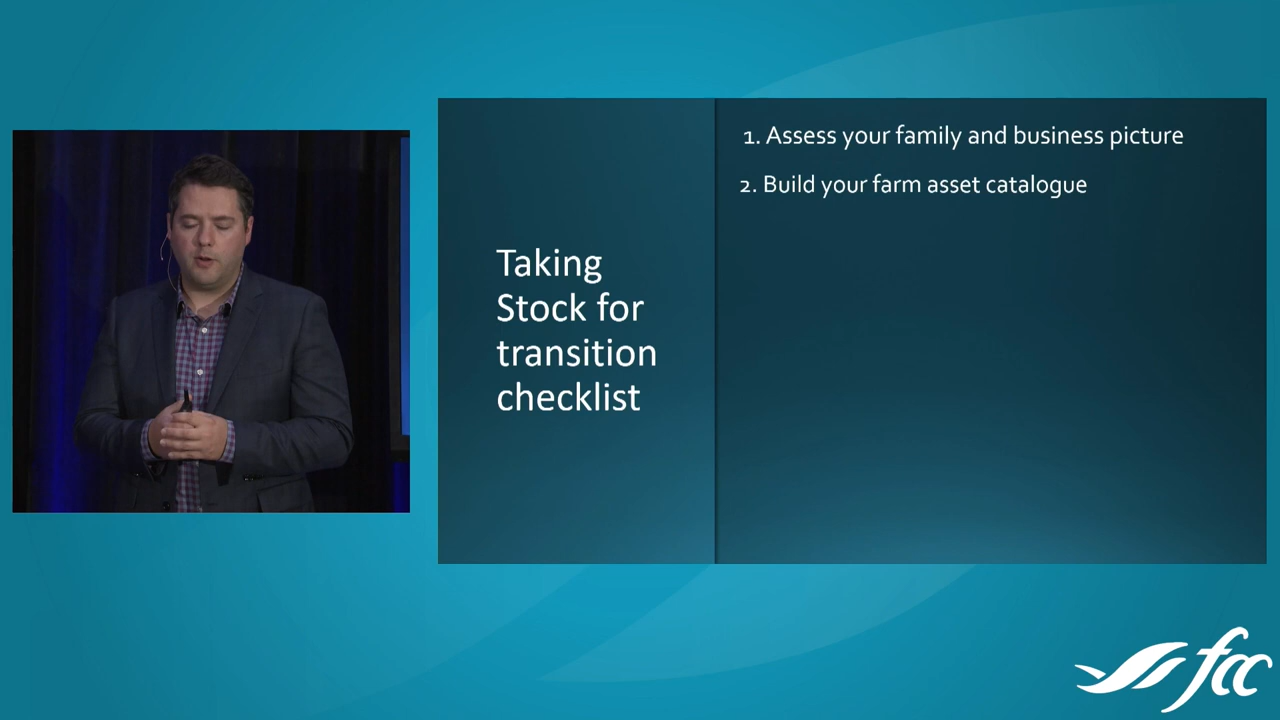 1. Assess your family and business picture
2. Build your farm asset catalogue
Taking
Stock for
transition
checklist
fcc